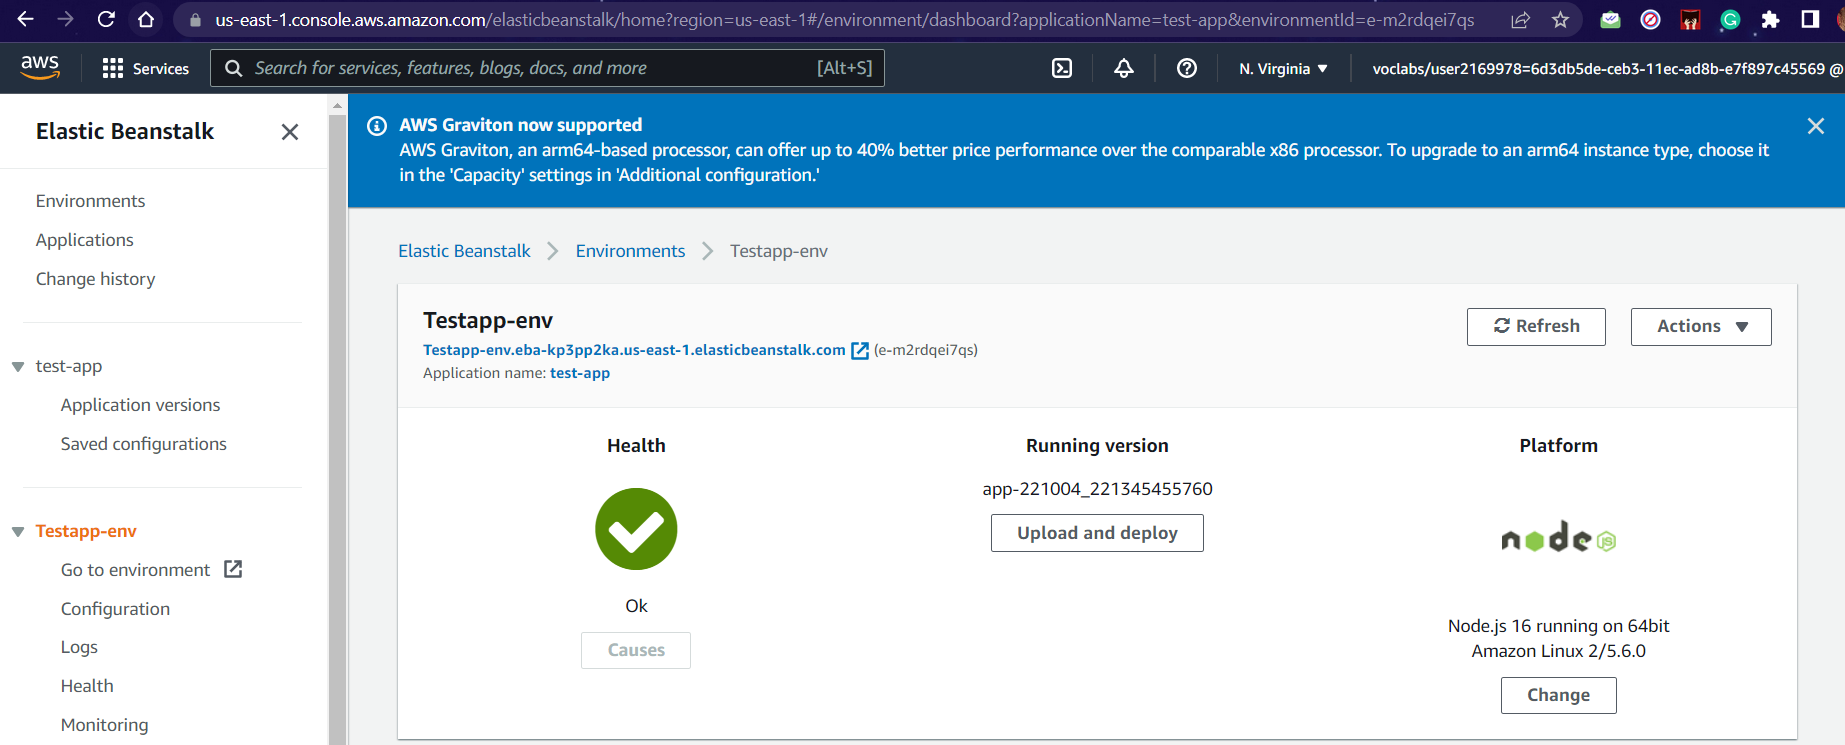 us-east-1.console.aws.amazon.com/elasticbeanstalk/home?region=us-east-1#/environment/dashboard?applicationName=test-app&environmentId=e-m2rdqei7qs
aws
Services
Search for services, features, blogs, docs, and more
[Alt+S]
N. Virginia
voclabs/user2169978=6d3db5de-ceb3-11ec-ad8b-e7f897c45569 @
Elastic Beanstalk
Environments
Applications
Change history
test-app
Application versions
Saved configurations
Testapp-env
Go to environment
Configuration
Logs
Health
Monitoring
AWS Graviton now supported
AWS Graviton, an arm64-based processor, can offer up to 40% better price performance over the comparable x86 processor. To upgrade to an arm64 instance type, choose it
in the 'Capacity' settings in 'Additional configuration.'
Elastic Beanstalk > Environments > Testapp-env
Testapp-env
Testapp-env.eba-kp3pp2ka.us-east-1.elasticbeanstalk.com (e-m2rdqei7qs)
Application name: test-app
Refresh
Actions
Health
Ok
Causes
Running version
app-221004_221345455760
Upload and deploy
Platform
node JS
Node.js 16 running on 64bit
Amazon Linux 2/5.6.0
Change